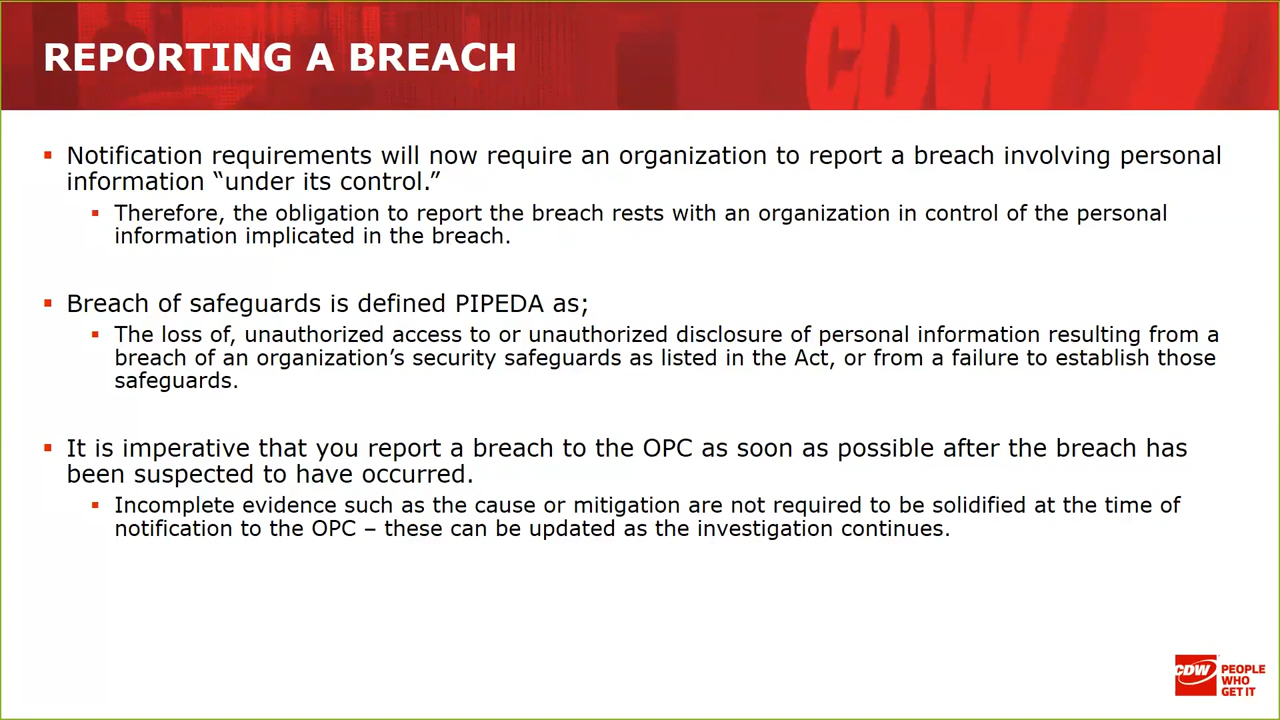 REPORTING A BREACH
CDW
▪ Notification requirements will now require an organization to report a breach involving personal
information “under its control.”
▪ Therefore, the obligation to report the breach rests with an organization in control of the personal
information implicated in the breach.
▪ Breach of safeguards is defined PIPEDA as;
▪ The loss of, unauthorized access to or unauthorized disclosure of personal information resulting from a
breach of an organization’s security safeguards as listed in the Act, or from a failure to establish those
safeguards.
▪ It is imperative that you report a breach to the OPC as soon as possible after the breach has
been suspected to have occurred.
▪ Incomplete evidence such as the cause or mitigation are not required to be solidified at the time of
notification to the OPC – these can be updated as the investigation continues.
CDW
PEOPLE
WHO
GET IT